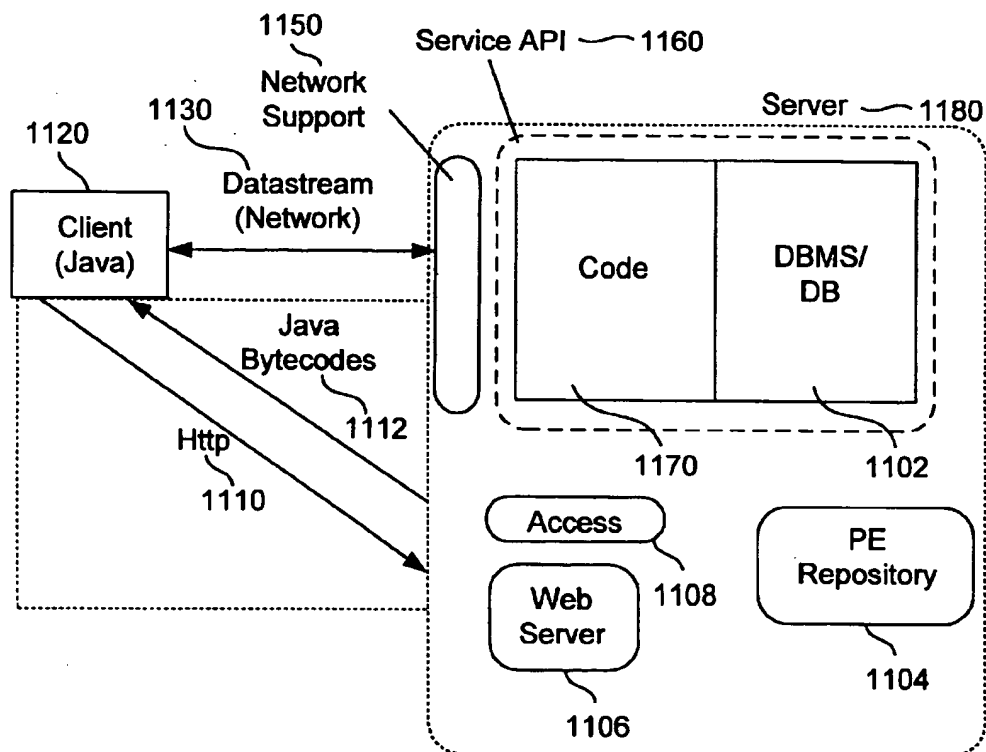 1150
Network
Support
Service API 1160
Server 1180
1130
Datastream
(Network)
1120
Client
(Java)
Code
DBMS/
DB
Java
Bytecodes
1112
Http
1110
1170
1102
Access
1108
PE
Repository
1104
Web
Server
1106